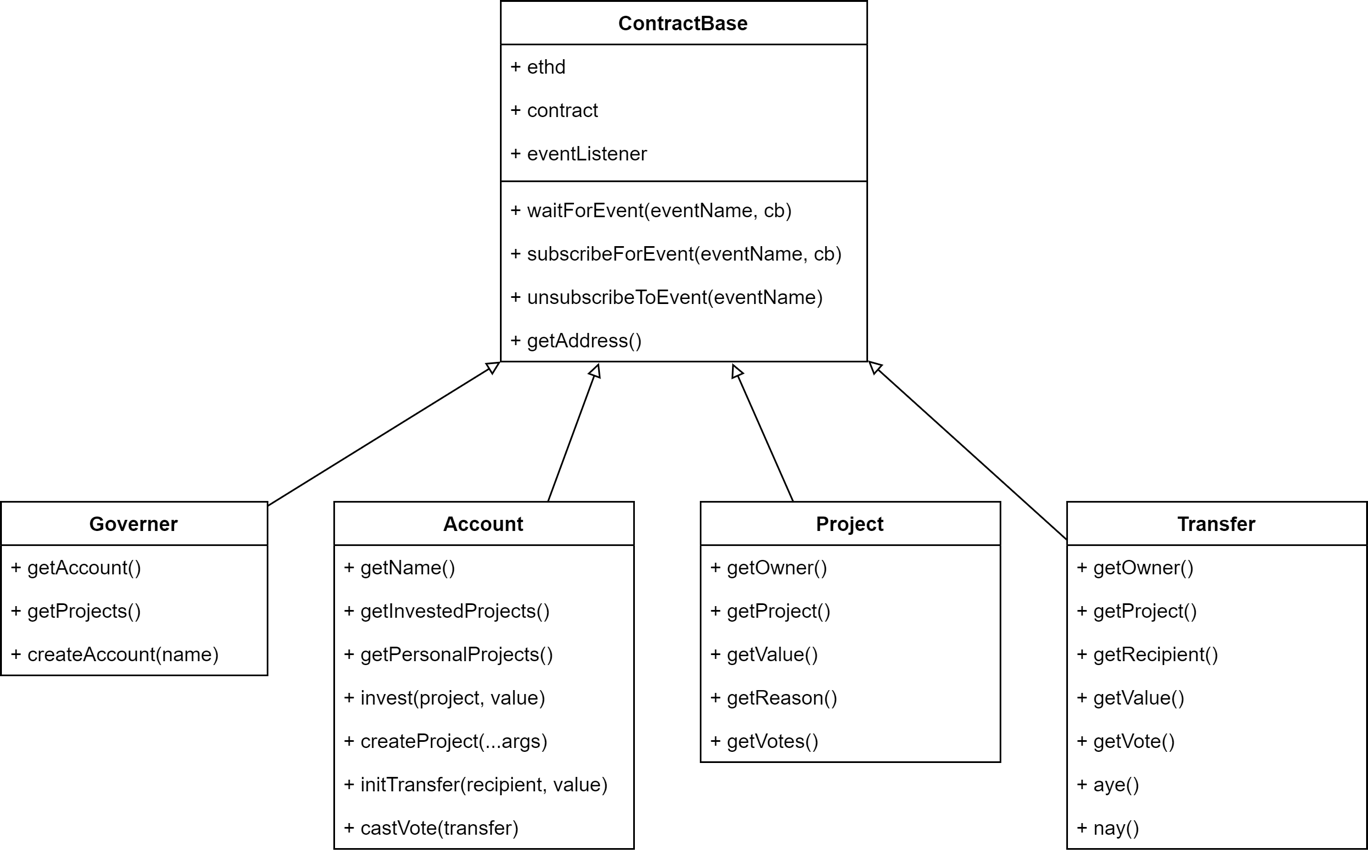 ContractBase
+ ethd
+ contract
+ eventListener
+ waitForEvent(eventName, cb)
+ subscribeForEvent(eventName, cb)
+ unsubscribeToEvent(eventName)
+ getAddress()
Governer
+ getAccount()
+ getProjects()
+ createAccount(name)
Account
+ getName()
+ getInvestedProjects()
+ getPersonalProjects()
+ invest(project, value)
+ createProject(...args)
+ initTransfer(recipient, value)
+ castVote(transfer)
Project
+ getOwner()
+ getProject()
+ getValue()
+ getReason()
+ getVotes()
Transfer
+ getOwner()
+ getProject()
+ getRecipient()
+ getValue()
+ getVote()
+ aye()
+ nay()